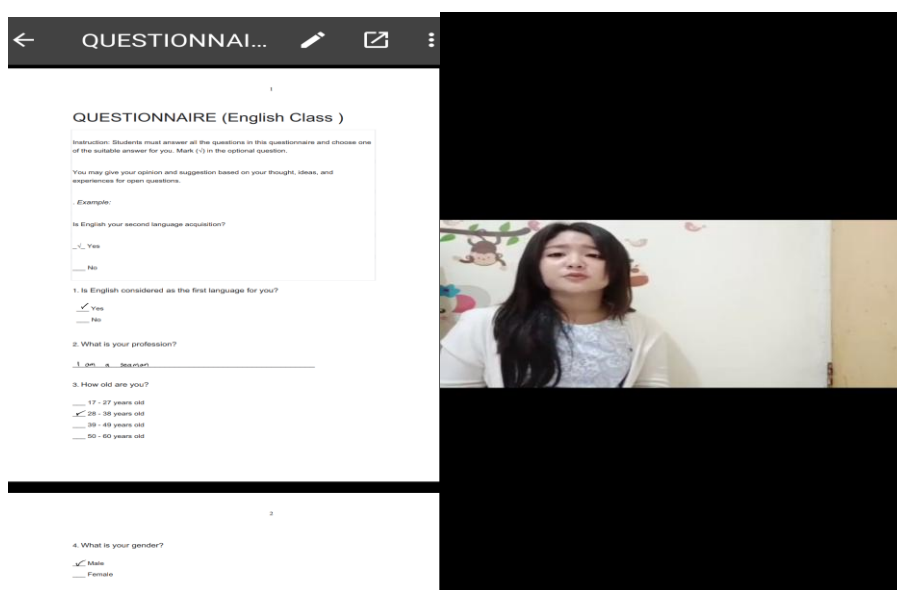 QUESTIONNAI...
1
QUESTIONNAIRE (English Class )
Instruction: Students must answer all the questions in this questionnaire and choose one
of the suitable answer for you. Mark (√) in the optional question.
You may give your opinion and suggestion based on your thought, ideas, and
experiences for open questions.
. Example:
Is English your second language acquisition?
_√_ Yes
___ No
1. Is English considered as the first language for you?
✓ Yes
___ No
2. What is your profession?
I am a seaman
3. How old are you?
___ 17 - 27 years old
✓ 28 - 38 years old
___ 39 - 49 years old
___ 50 - 60 years old
2
4. What is your gender?
✓ Male
___ Female